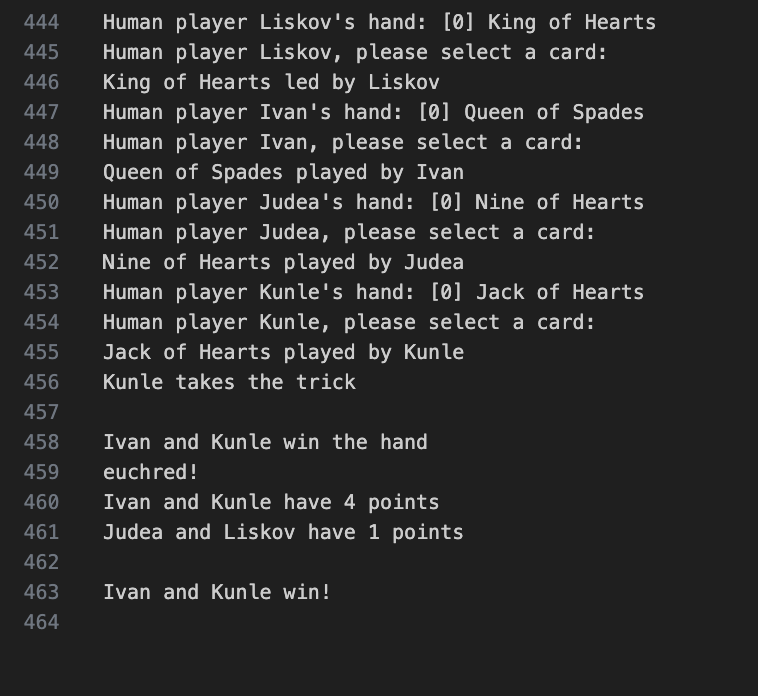 444 Human player Liskov's hand: [0] King of Hearts
445 Human player Liskov, please select a card:
446 King of Hearts led by Liskov
447 Human player Ivan's hand: [0] Queen of Spades
448 Human player Ivan, please select a card:
449 Queen of Spades played by Ivan
450 Human player Judea's hand: [0] Nine of Hearts
451 Human player Judea, please select a card:
452 Nine of Hearts played by Judea
453 Human player Kunle's hand: [0] Jack of Hearts
454 Human player Kunle, please select a card:
455 Jack of Hearts played by Kunle
456 Kunle takes the trick
457
458 Ivan and Kunle win the hand
459 euchred!
460 Ivan and Kunle have 4 points
461 Judea and Liskov have 1 points
462
463 Ivan and Kunle win!
464